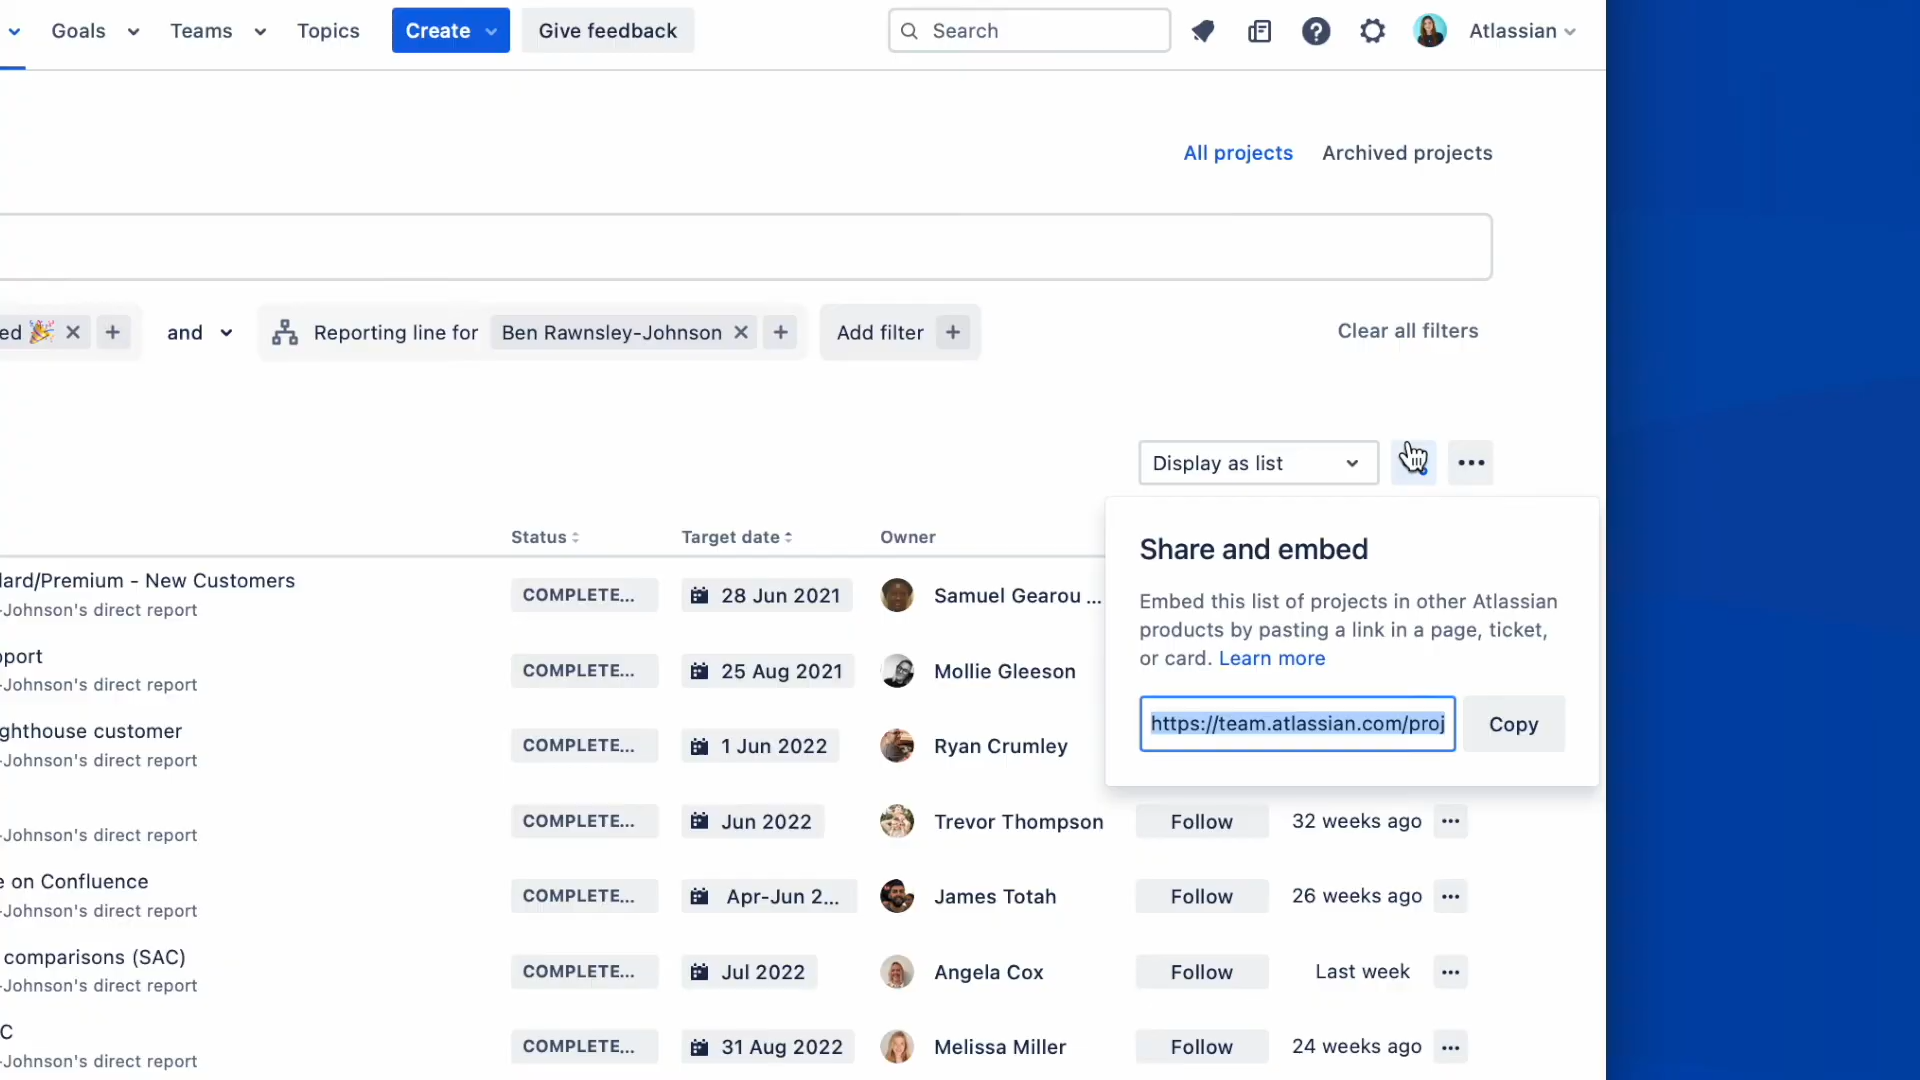 Goals Teams Topics Create Give feedback Search Atlassian
All projects Archived projects
ed 🎉 and Reporting line for Ben Rawnsley-Johnson Add filter + Clear all filters
Display as list
Share and embed
Embed this list of projects in other Atlassian
products by pasting a link in a page, ticket,
or card. Learn more
https://team.atlassian.com/proj Copy
Status Target date Owner
dard/Premium - New Customers COMPLETE... 28 Jun 2021 Samuel Gearou ...
-Johnson's direct report
pport COMPLETE... 25 Aug 2021 Mollie Gleeson
-Johnson's direct report
ghthouse customer COMPLETE... 1 Jun 2022 Ryan Crumley
-Johnson's direct report
COMPLETE... Jun 2022 Trevor Thompson Follow 32 weeks ago
-Johnson's direct report
e on Confluence COMPLETE... Apr-Jun 2... James Totah Follow 26 weeks ago
-Johnson's direct report
comparisons (SAC) COMPLETE... Jul 2022 Angela Cox Follow Last week
-Johnson's direct report
C COMPLETE... 31 Aug 2022 Melissa Miller Follow 24 weeks ago
-Johnson's direct report